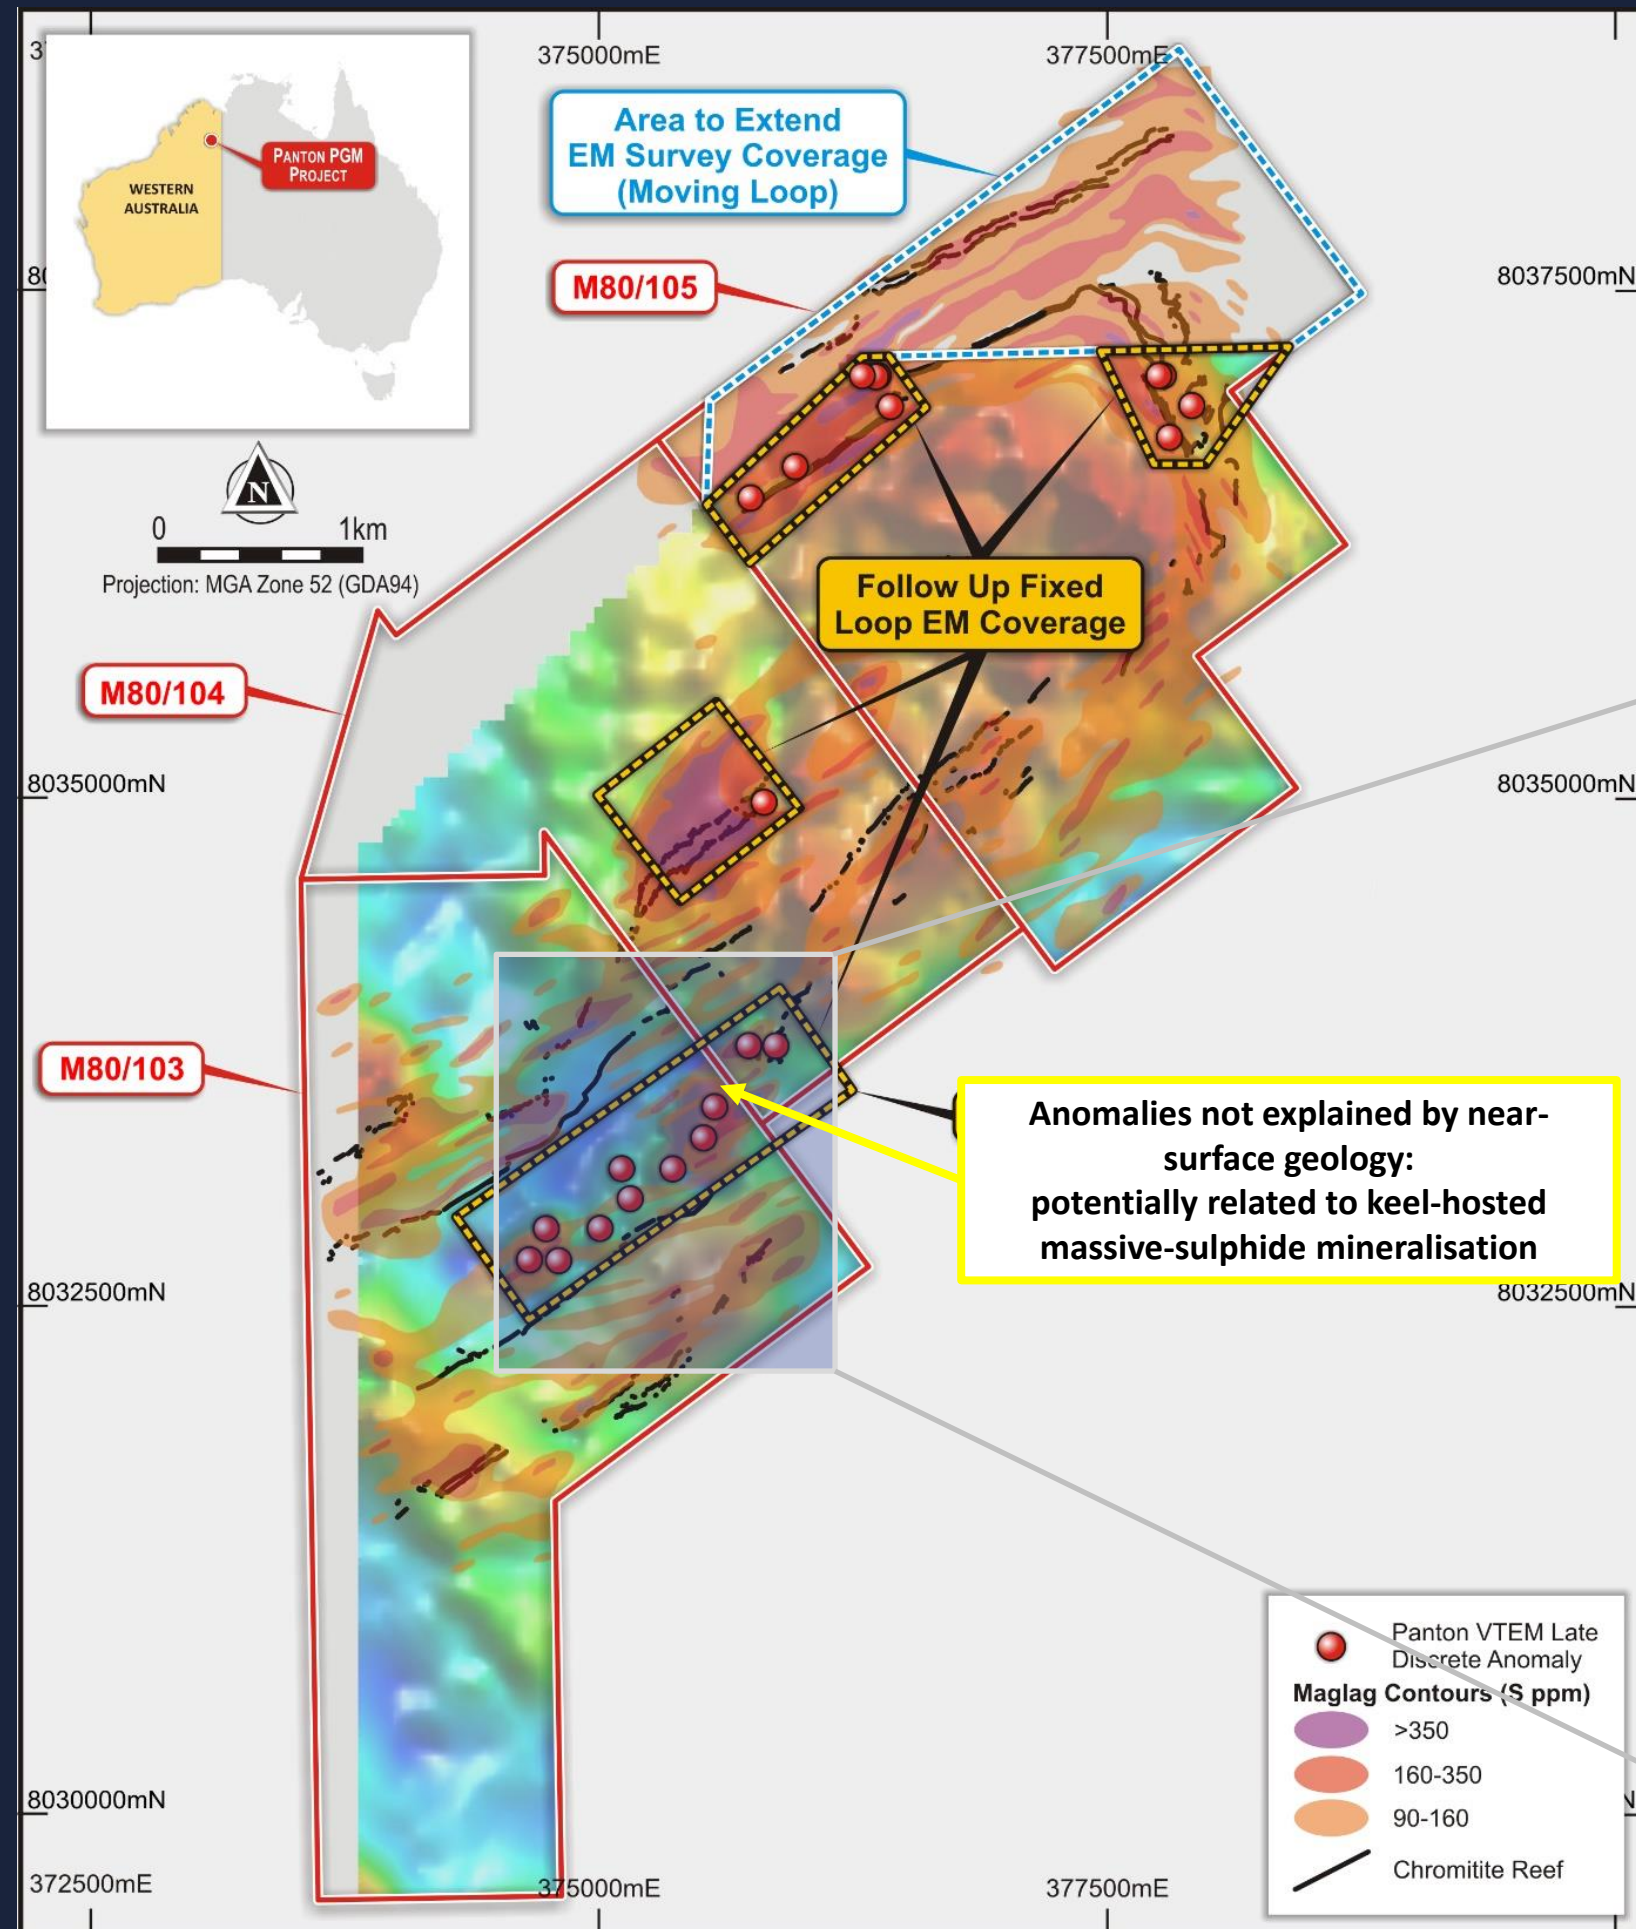 375000mE
377500mE
PANTON PGM
PROJECT
WESTERN
AUSTRALIA
Area to Extend
EM Survey Coverage
(Moving Loop)
M80/105
8037500mN
N
0 1km
Projection: MGA Zone 52 (GDA94)
Follow Up Fixed
Loop EM Coverage
M80/104
8035000mN
8035000mN
M80/103
Anomalies not explained by near-
surface geology:
potentially related to keel-hosted
massive-sulphide mineralisation
8032500mN
8032500mN
Panton VTEM Late
Discrete Anomaly
Maglag Contours (S ppm)
>350
160-350
90-160
Chromitite Reef
8030000mN
372500mE
375000mE
377500mE